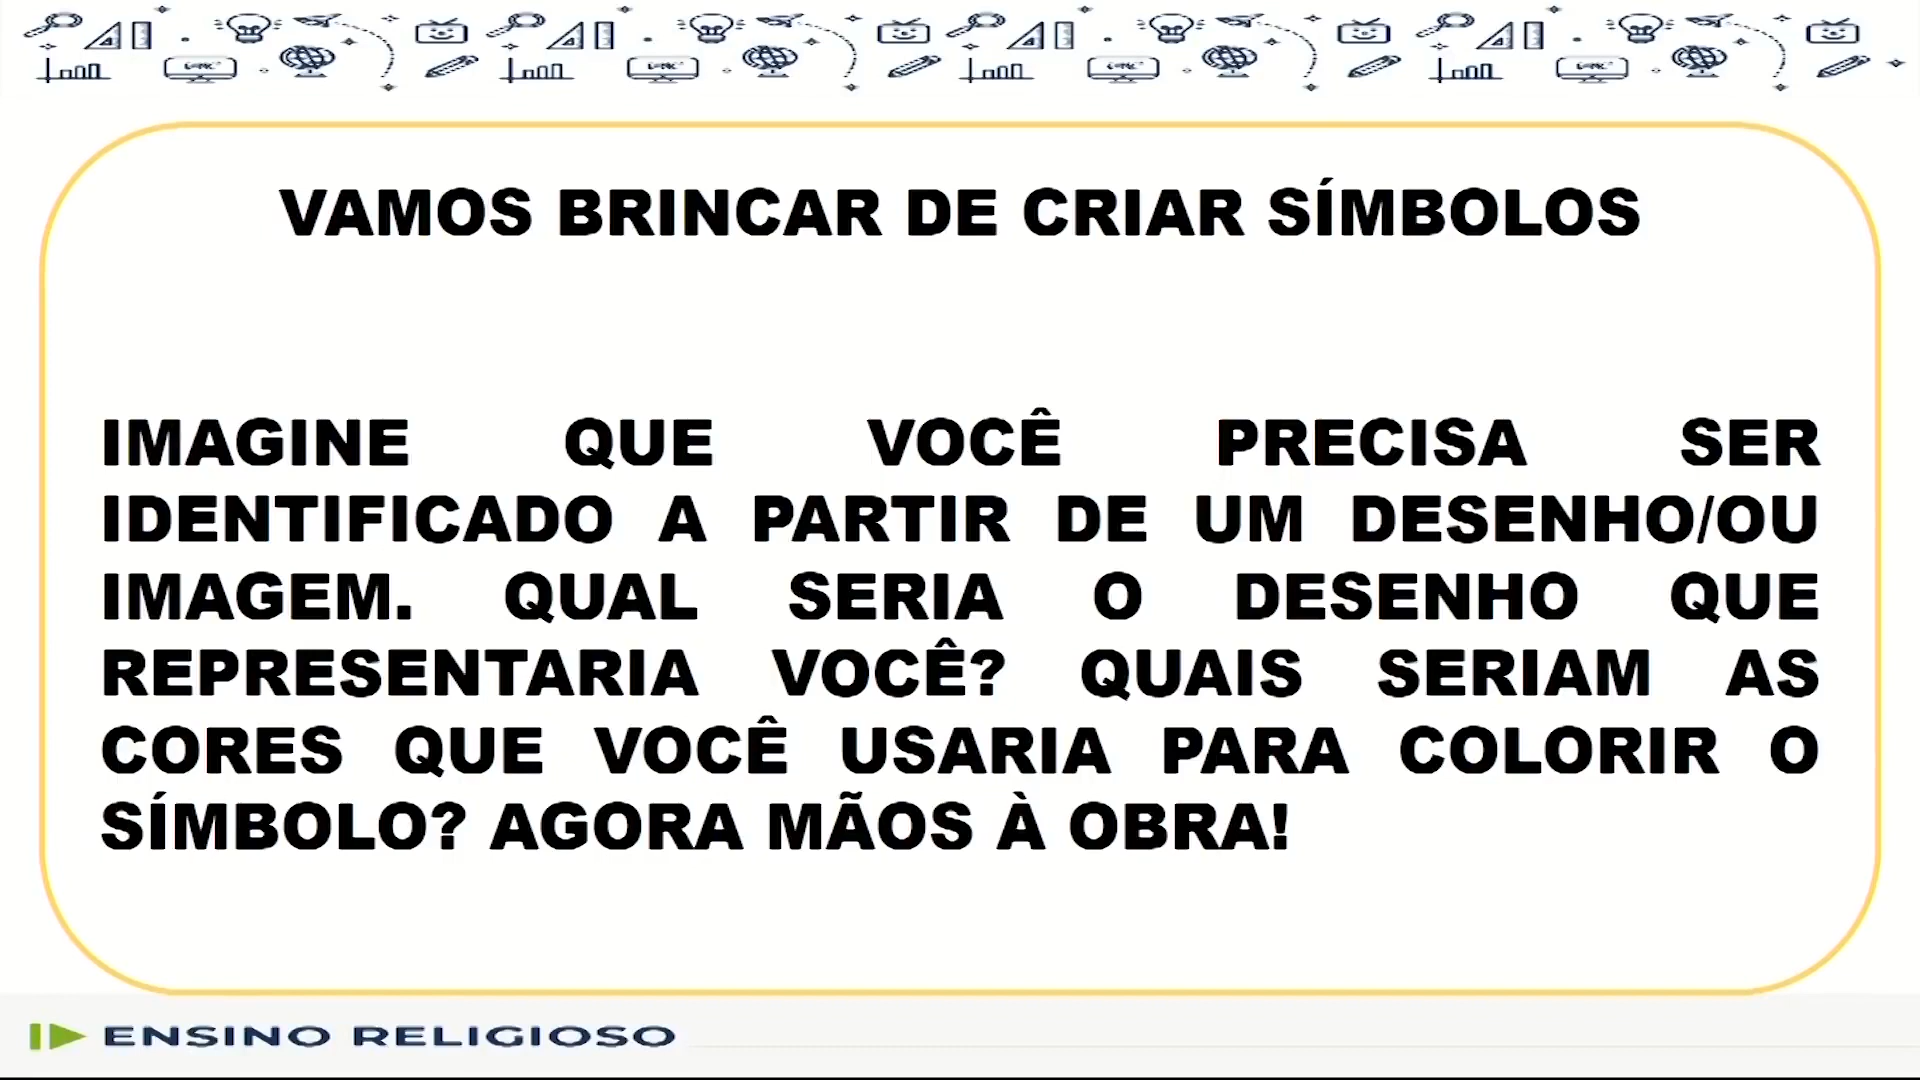 VAMOS BRINCAR DE CRIAR SÍMBOLOS
IMAGINE QUE VOCÊ PRECISA SER
IDENTIFICADO A PARTIR DE UM DESENHO/OU
IMAGEM. QUAL SERIA O DESENHO QUE
REPRESENTARIA VOCÊ? QUAIS SERIAM AS
CORES QUE VOCÊ USARIA PARA COLORIR O
SÍMBOLO? AGORA MÃOS À OBRA!
ENSINO RELIGIOSO